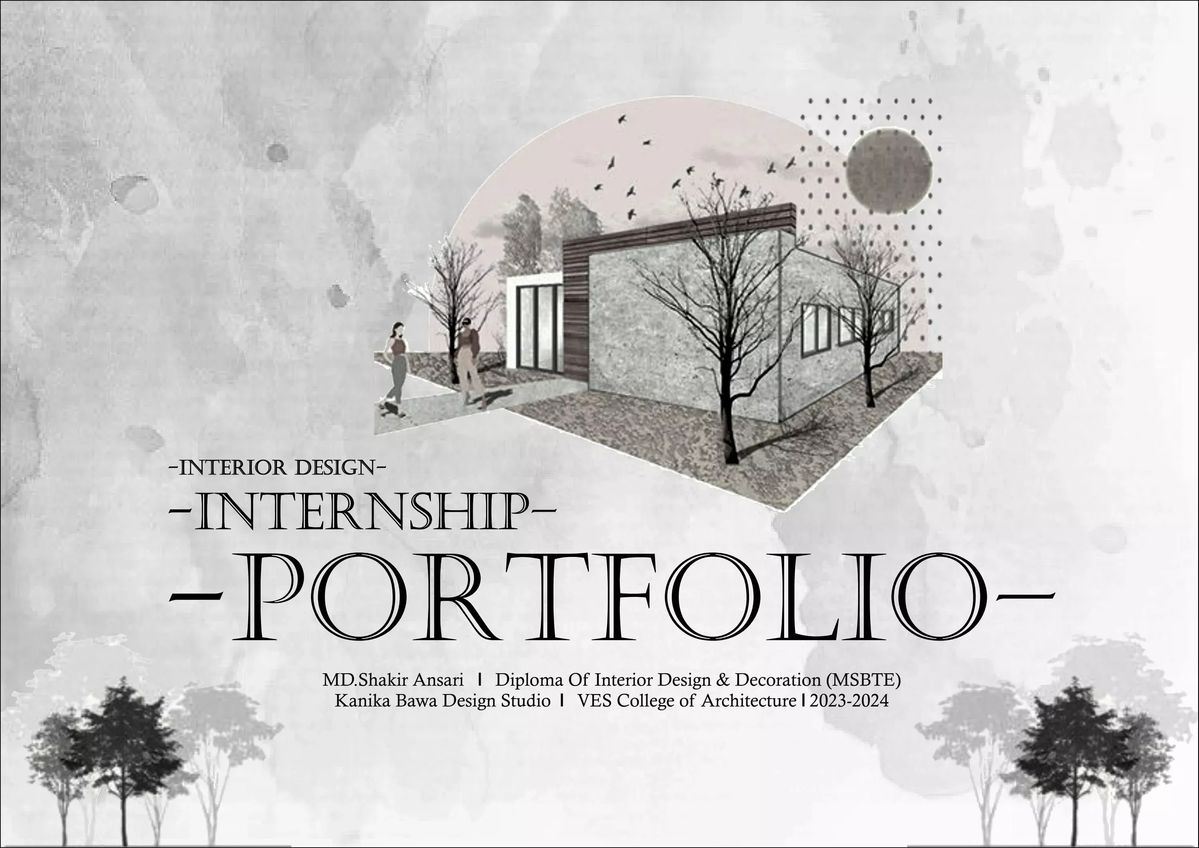 -INTERIOR DESIGN-
-INTERNSHIP-
-PORTFOLIO-
MD.Shakir Ansari I Diploma Of Interior Design & Decoration (MSBTE)
Kanika Bawa Design Studio I VES College of Architecture I 2023-2024